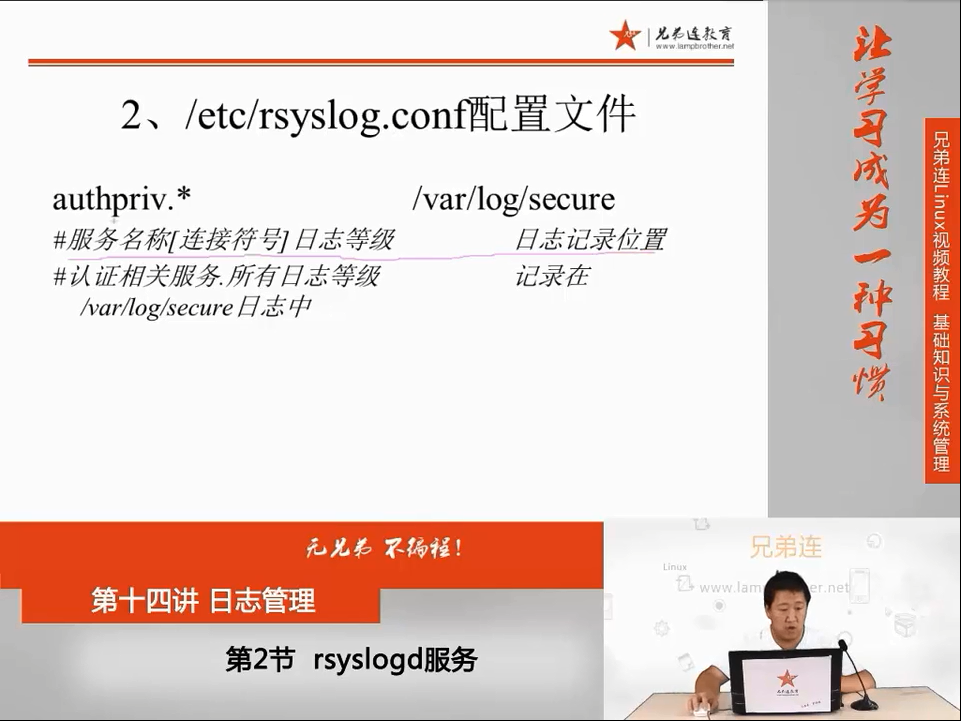 兄弟连教育
www.lampbrother.net
2、/etc/rsyslog.conf配置文件
authpriv.* /var/log/secure
#服务名称[连接符号]日志等级 日志记录位置
#认证相关服务.所有日志等级 记录在
/var/log/secure日志中
让学习成为一种习惯
兄弟连Linux视频教程 基础知识与系统管理
无兄弟 不编程!
第十四讲 日志管理
第2节 rsyslogd服务
兄弟连
Linux
www.lam
other.net
兄弟连教育